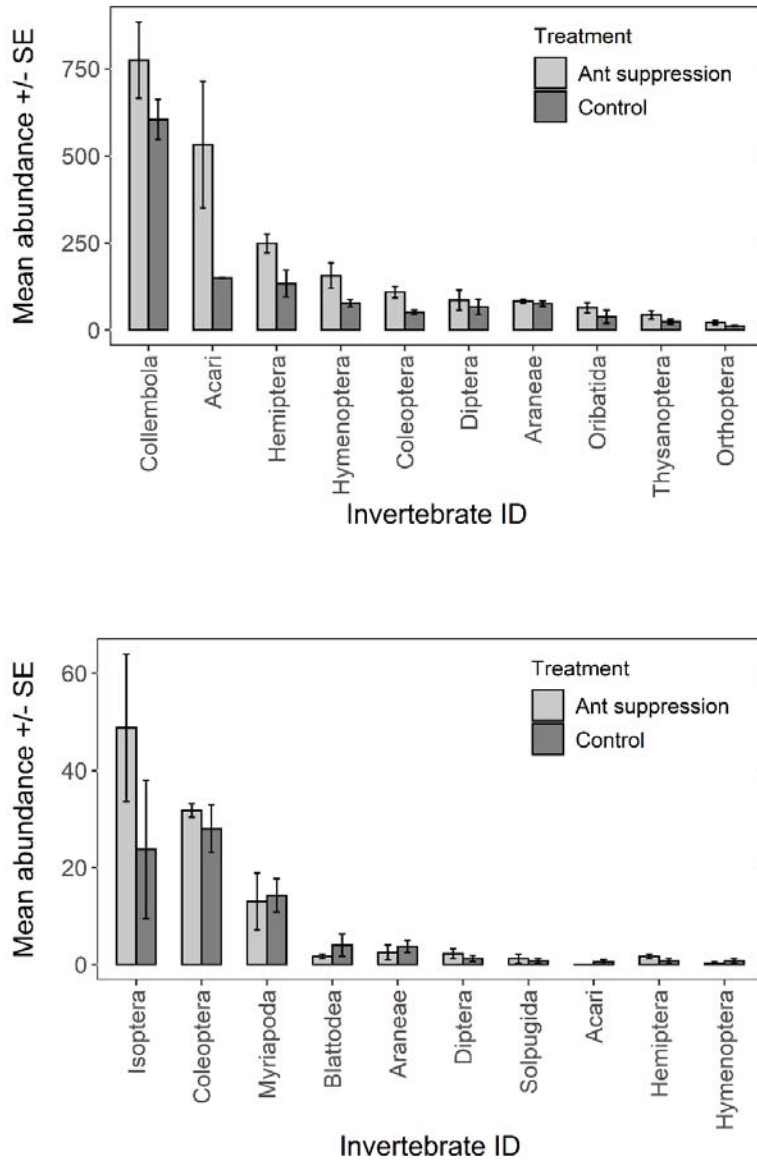 Mean abundance +/- SE
750
500
250
0
Treatment
Ant suppression
Control
Collembola
Acari
Hemiptera
Hymenoptera
Coleoptera
Diptera
Araneae
Oribatida
Thysanoptera
Orthoptera
Invertebrate ID
Mean abundance +/- SE
60
40
20
0
Treatment
Ant suppression
Control
Isoptera
Coleoptera
Myriapoda
Blattodea
Araneae
Diptera
Solpugida
Acari
Hemiptera
Hymenoptera
Invertebrate ID